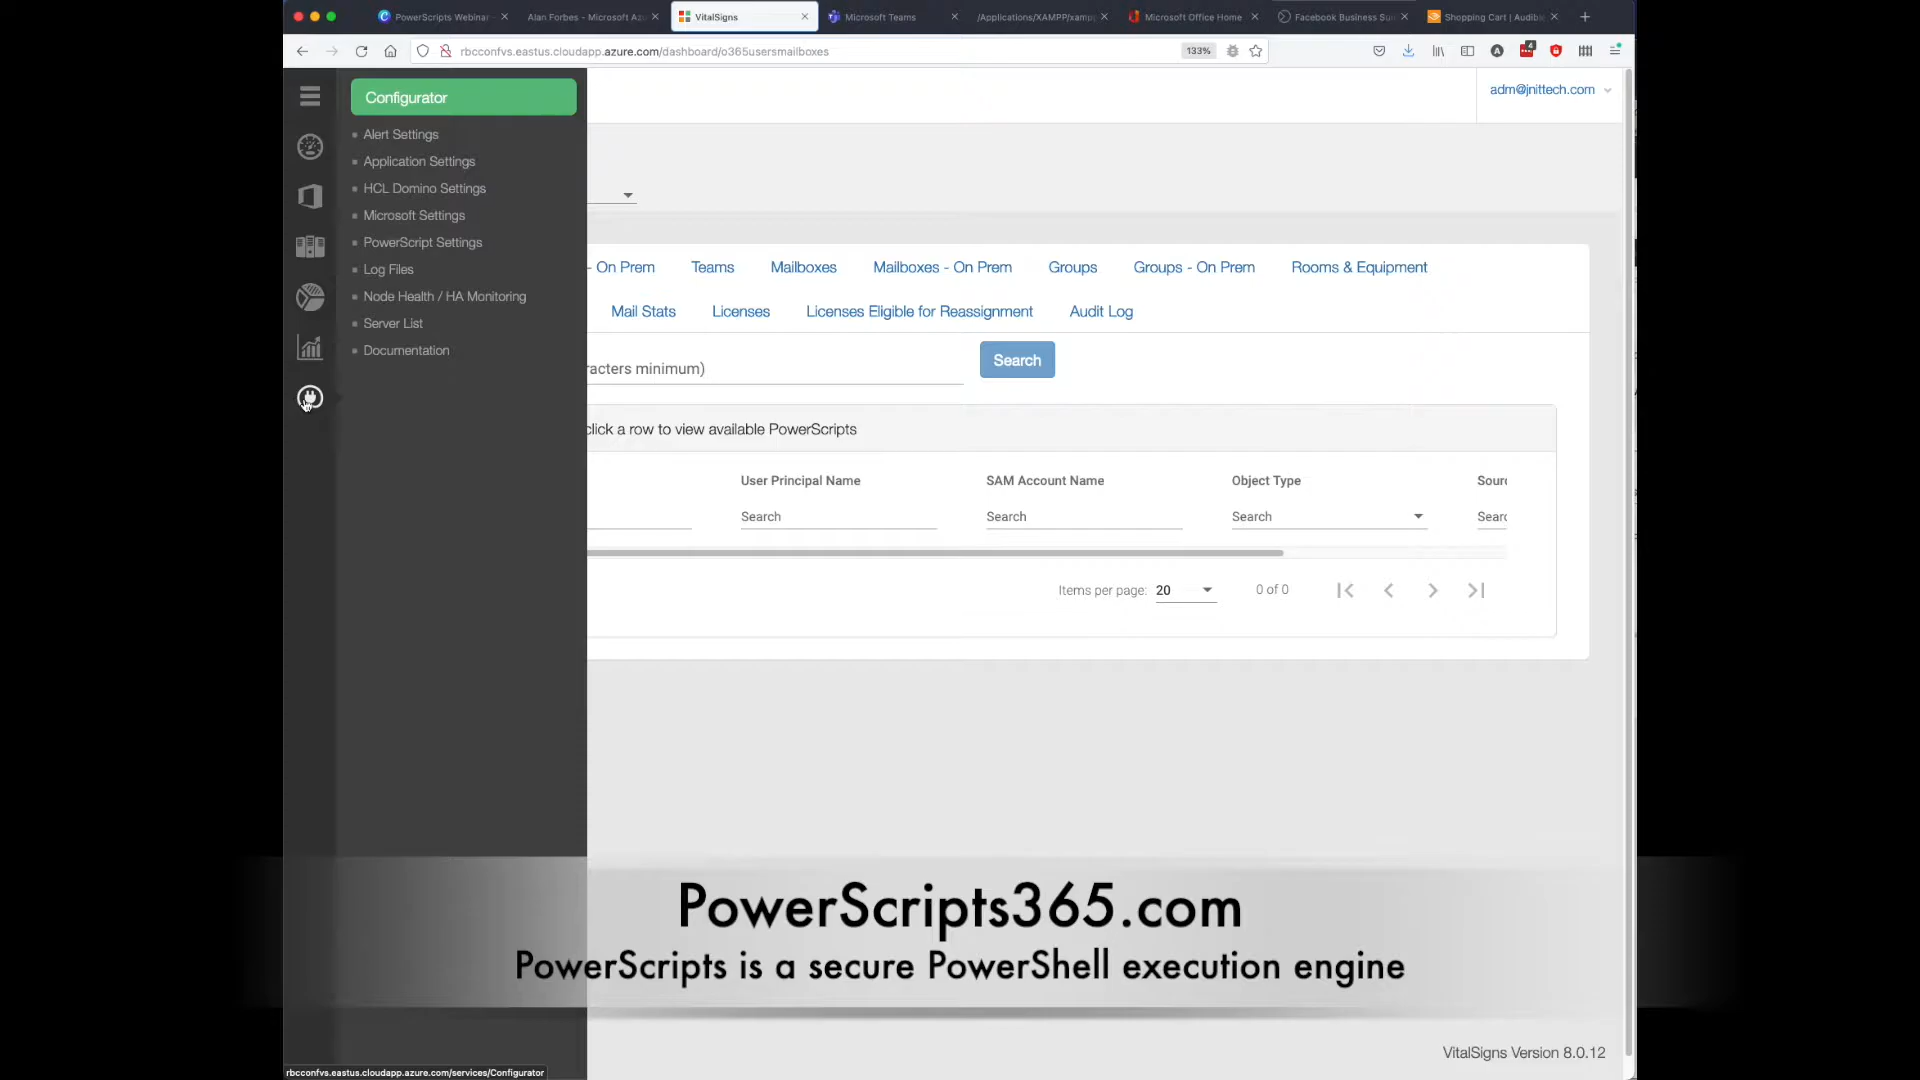 PowerScripts Webinar
Alan Forbes - Microsoft Az
VitalSigns
Microsoft Teams
/Applications/XAMPP/xamp
Microsoft Office Home
Facebook Business Su
Shopping Cart | Audib
rbcconfvs.eastus.cloudapp.azure.com/dashboard/o365usersmailboxes
133%
4
Configurator
adm@jnittech.com
Alert Settings
Application Settings
HCL Domino Settings
Microsoft Settings
PowerScript Settings
Log Files
Node Health / HA Monitoring
Server List
Documentation
- On Prem
Teams
Mailboxes
Mailboxes - On Prem
Groups
Groups - On Prem
Rooms & Equipment
Mail Stats
Licenses
Licenses Eligible for Reassignment
Audit Log
racters minimum)
Search
click a row to view available PowerScripts
User Principal Name
SAM Account Name
Object Type
Sourc
Search
Search
Search
Searc
Items per page: 20
0 of 0
PowerScripts365.com
PowerScripts is a secure PowerShell execution engine
VitalSigns Version 8.0.12
rbcconfvs.eastus.cloudapp.azure.com/services/Configurator